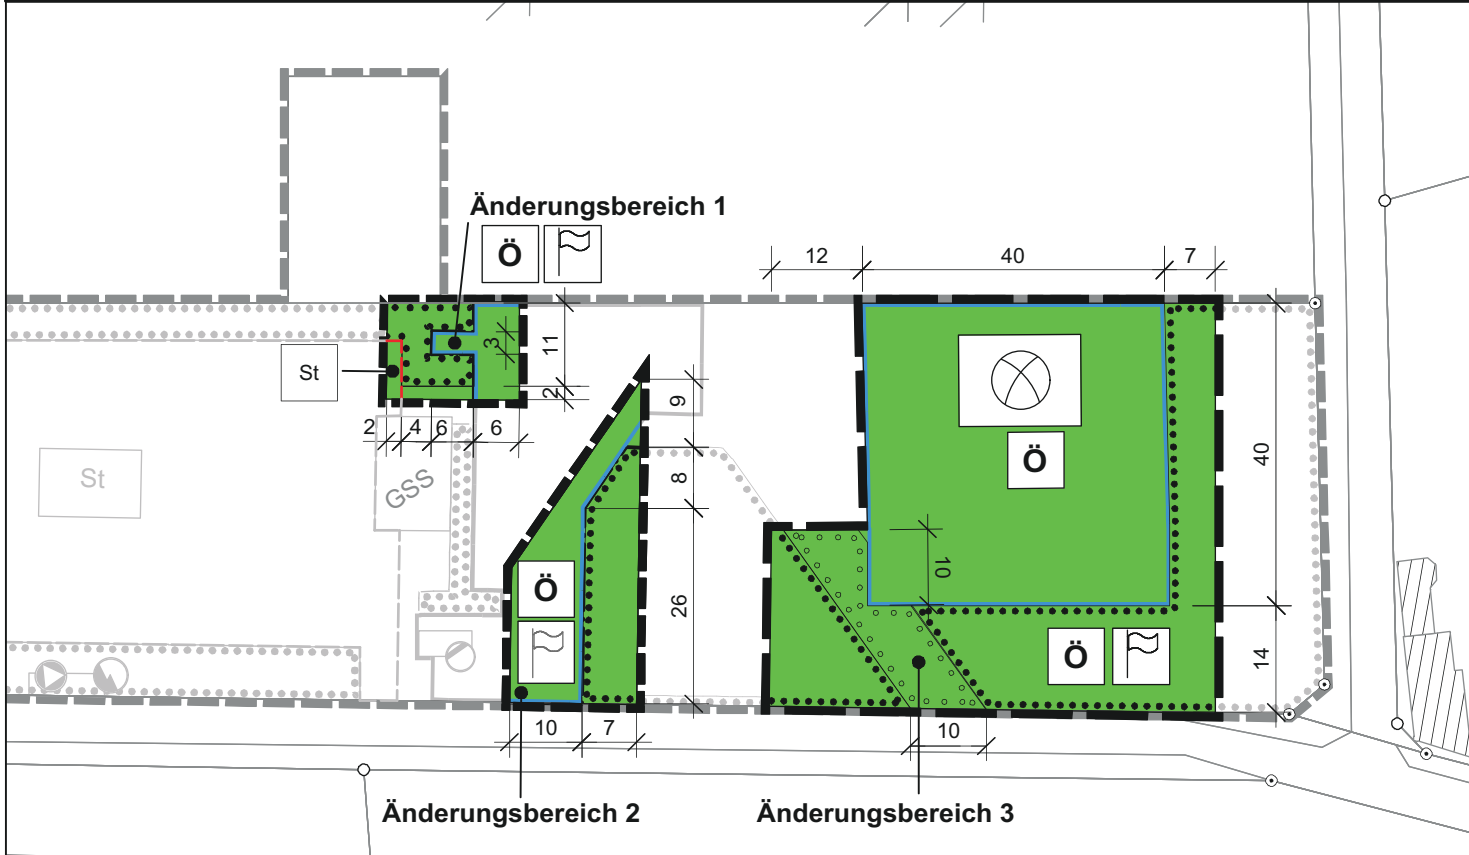 Änderungsbereich 1
Ö
12
40
7
3
11
2
St
9
2
4
6
6
40
Ö
8
St
GSS
10
Ö
26
Ö
14
10
7
10
Änderungsbereich 2
Änderungsbereich 3